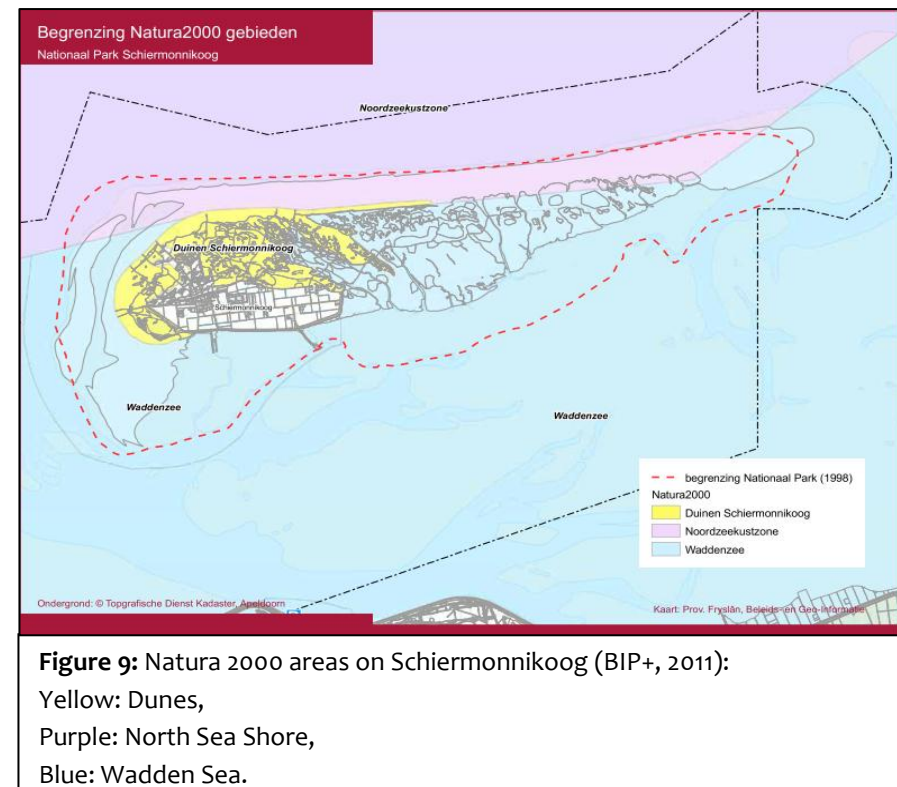 Begrenzing Natura2000 gebieden
Nationaal Park Schiermonnikoog
Noordzeekustzone
Duinen Schiermonnikoog
Schiermonnikoog
Waddenzee
Waddenzee
begrenzing Nationaal Park (1998)
Natura2000
Duinen Schiermonnikoog
Noordzeekustzone
Waddenzee
Ondergrond: © Topgrafische Dienst Kadaster, Apeldoorn
Kaart: Prov. Fryslân, Beleids- en Geo-Informatie
Figure 9: Natura 2000 areas on Schiermonnikoog (BIP+, 2011):
Yellow: Dunes,
Purple: North Sea Shore,
Blue: Wadden Sea.